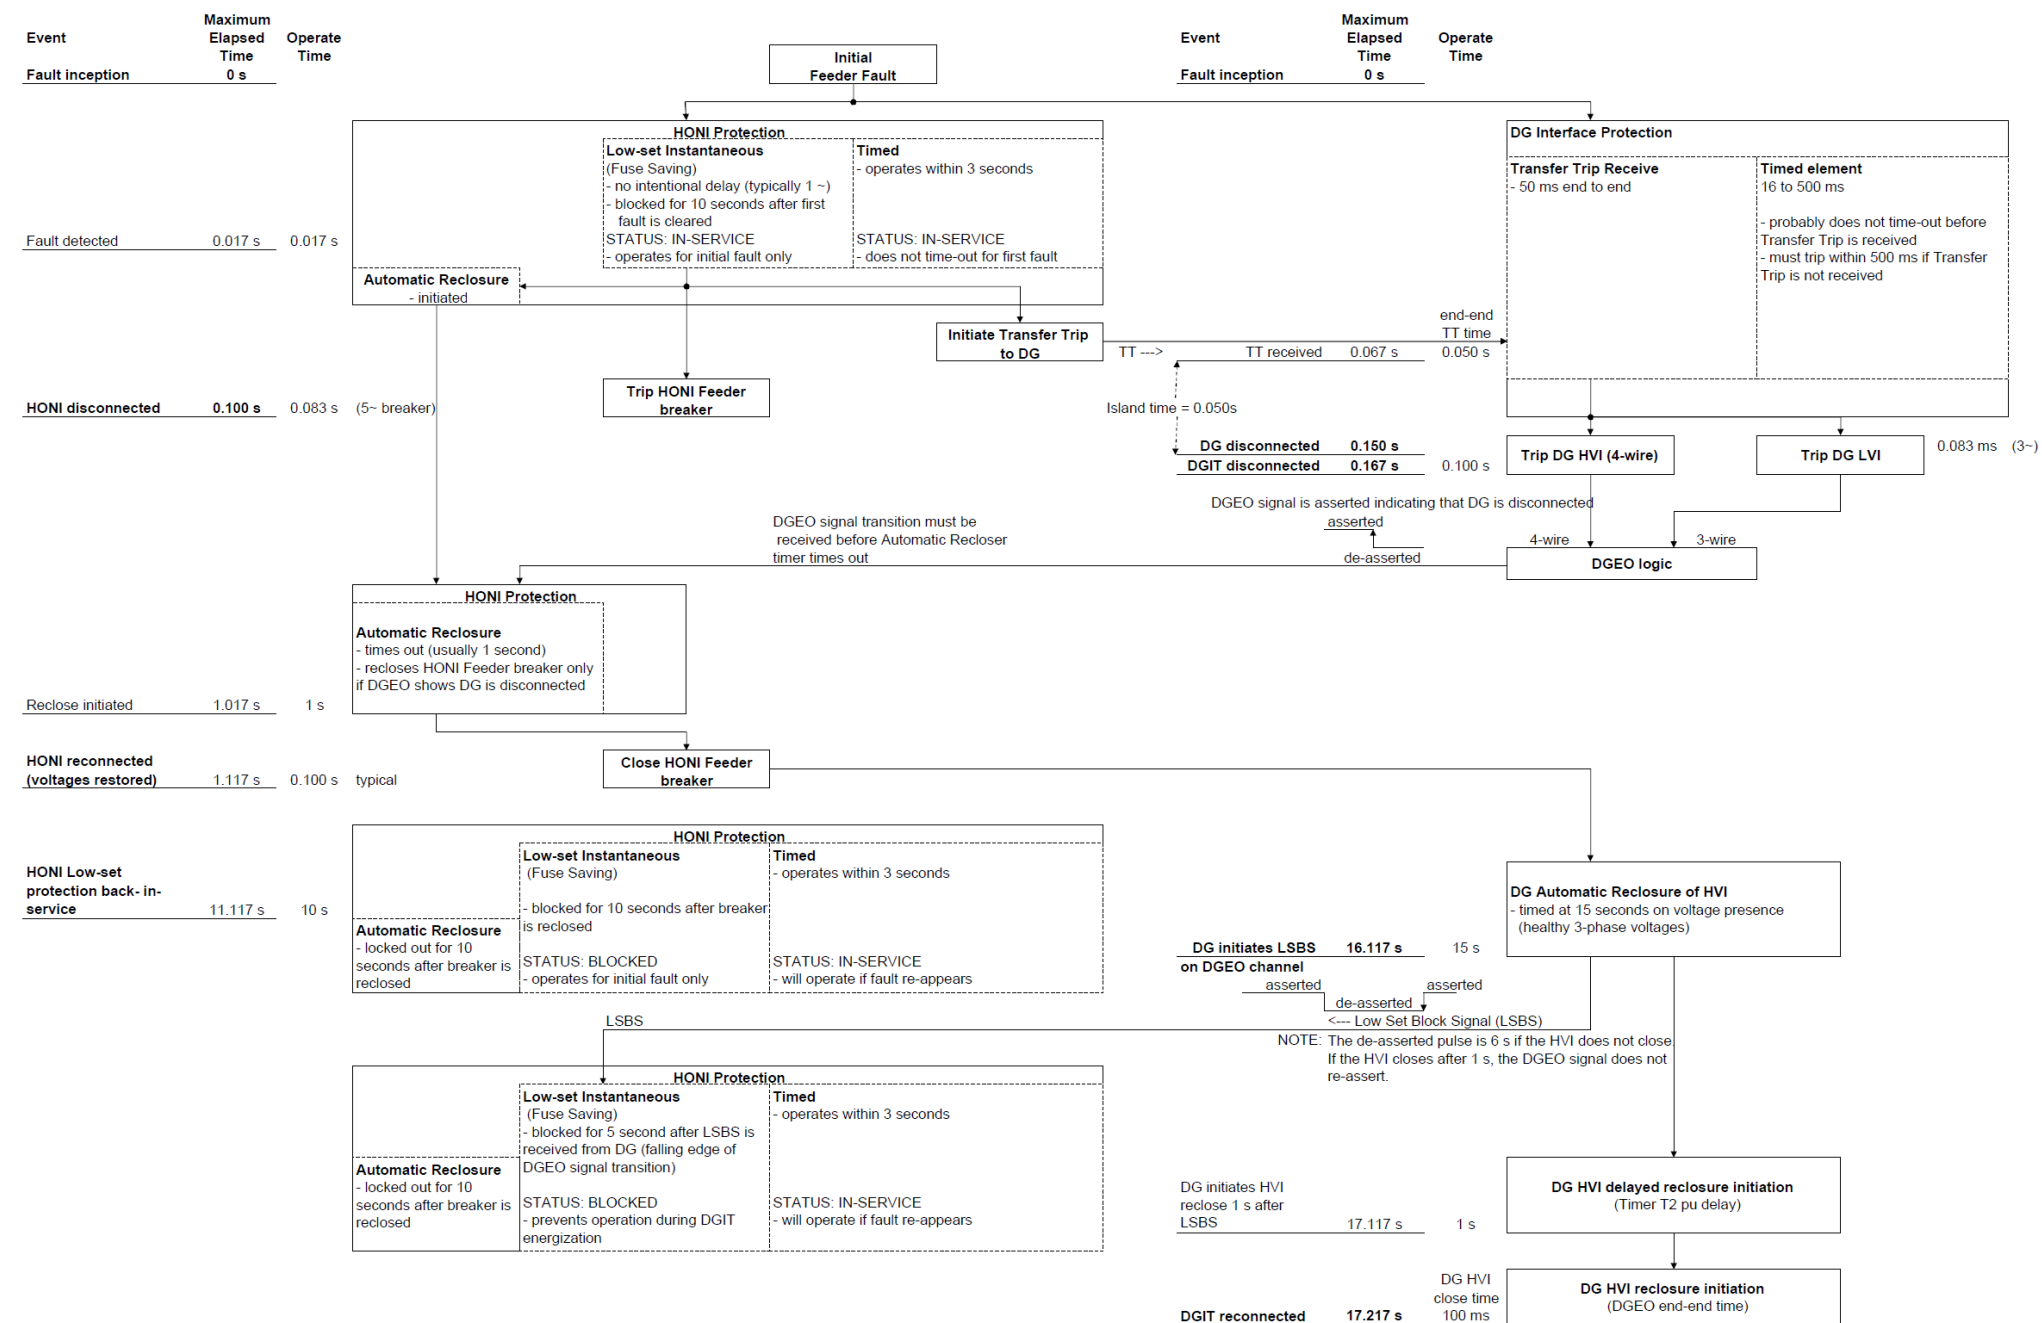 Event
Maximum
Elapsed
Time
Operate
Time
Fault inception
0 s
Initial
Feeder Fault
Event
Maximum
Elapsed
Time
Operate
Time
Fault inception
0 s
HONI Protection
Low-set Instantaneous
(Fuse Saving)
- no intentional delay (typically 1 ~)
- blocked for 10 seconds after first
fault is cleared
STATUS: IN-SERVICE
- operates for initial fault only
Timed
- operates within 3 seconds
STATUS: IN-SERVICE
- does not time-out for first fault
Automatic Reclosure
- initiated
Fault detected 0.017 s 0.017 s
DG Interface Protection
Transfer Trip Receive
- 50 ms end to end
Timed element
16 to 500 ms
- probably does not time-out before
Transfer Trip is received
- must trip within 500 ms if Transfer
Trip is not received
Initiate Transfer Trip
to DG
TT --->
TT received 0.067 s
end-end
TT time
0.050 s
Trip HONI Feeder
breaker
HONI disconnected 0.100 s 0.083 s (5~ breaker)
Island time = 0.050s
DG disconnected 0.150 s
DGIT disconnected 0.167 s 0.100 s
Trip DG HVI (4-wire)
Trip DG LVI
0.083 ms (3~)
DGEO signal is asserted indicating that DG is disconnected
asserted
de-asserted
4-wire
3-wire
DGEO logic
DGEO signal transition must be
received before Automatic Recloser
timer times out
HONI Protection
Automatic Reclosure
- times out (usually 1 second)
- recloses HONI Feeder breaker only
if DGEO shows DG is disconnected
Reclose initiated 1.017 s 1 s
HONI reconnected
(voltages restored) 1.117 s 0.100 s typical
Close HONI Feeder
breaker
HONI Protection
Low-set Instantaneous
(Fuse Saving)
- blocked for 10 seconds after breaker
is reclosed
STATUS: BLOCKED
- operates for initial fault only
Timed
- operates within 3 seconds
STATUS: IN-SERVICE
- will operate if fault re-appears
Automatic Reclosure
- locked out for 10
seconds after breaker is
reclosed
HONI Low-set
protection back- in-
service 11.117 s 10 s
DG Automatic Reclosure of HVI
- timed at 15 seconds on voltage presence
(healthy 3-phase voltages)
DG initiates LSBS 16.117 s 15 s
on DGEO channel
asserted
de-asserted
asserted
<--- Low Set Block Signal (LSBS)
NOTE: The de-asserted pulse is 6 s if the HVI does not close.
If the HVI closes after 1 s, the DGEO signal does not
re-assert.
LSBS
HONI Protection
Low-set Instantaneous
(Fuse Saving)
- blocked for 5 second after LSBS is
received from DG (falling edge of
DGEO signal transition)
STATUS: BLOCKED
- prevents operation during DGIT
energization
Timed
- operates within 3 seconds
STATUS: IN-SERVICE
- will operate if fault re-appears
Automatic Reclosure
- locked out for 10
seconds after breaker is
reclosed
DG initiates HVI
reclose 1 s after
LSBS 17.117 s 1 s
DG HVI delayed reclosure initiation
(Timer T2 pu delay)
DG HVI
close time
DGIT reconnected 17.217 s 100 ms
DG HVI reclosure initiation
(DGEO end-end time)